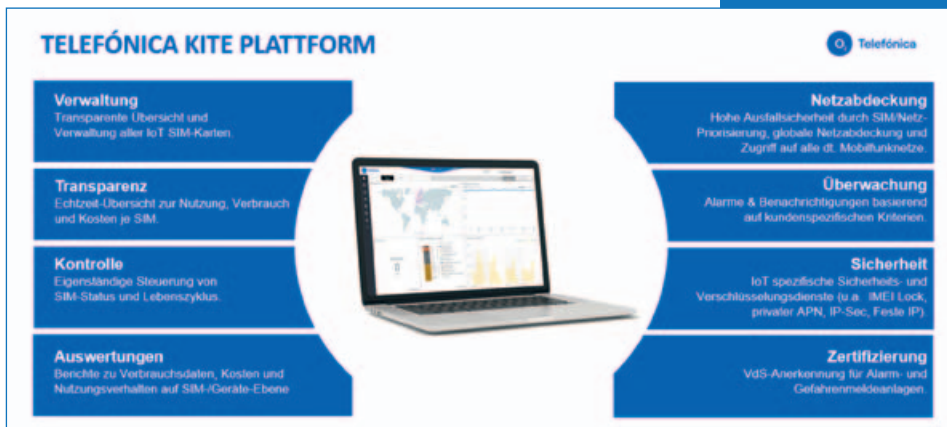 TELEFÓNICA KITE PLATTFORM
O₂ Telefónica
Verwaltung
Transparente Übersicht und
Verwaltung aller IoT SIM-Karten.
Transparenz
Echtzeit-Übersicht zur Nutzung, Verbrauch
und Kosten je SIM.
Kontrolle
Eigenständige Steuerung von
SIM-Status und Lebenszyklus.
Auswertungen
Berichte zu Verbrauchsdaten, Kosten und
Nutzungsverhalten auf SIM-/Geräte-Ebene
Netzabdeckung
Hohe Ausfallsicherheit durch SIM/Netz-
Priorisierung, globale Netzabdeckung und
Zugriff auf alle dt. Mobilfunknetze.
Überwachung
Alarme & Benachrichtigungen basierend
auf kundenspezifischen Kriterien.
Sicherheit
IoT spezifische Sicherheits- und
Verschlüsselungsdienste (u.a. IMEI Lock,
privater APN, IP-Sec, Feste IP).
Zertifizierung
VdS-Anerkennung für Alarm- und
Gefahrenmeldeanlagen.